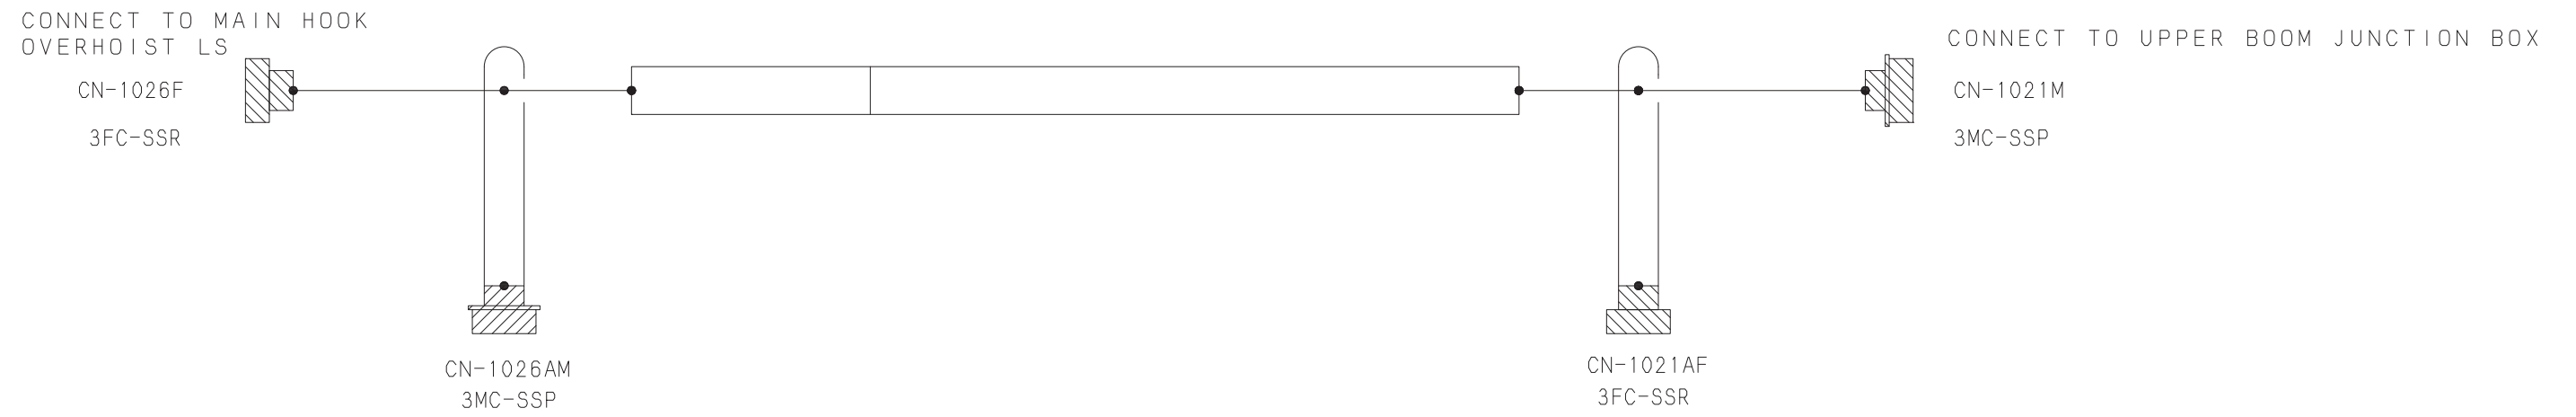 CONNECT TO MAIN HOOK
OVERHOIST LS
CN-1026F
3FC-SSR
CONNECT TO UPPER BOOM JUNCTION BOX
CN-1021M
3MC-SSP
CN-1026AM
3MC-SSP
CN-1021AF
3FC-SSR